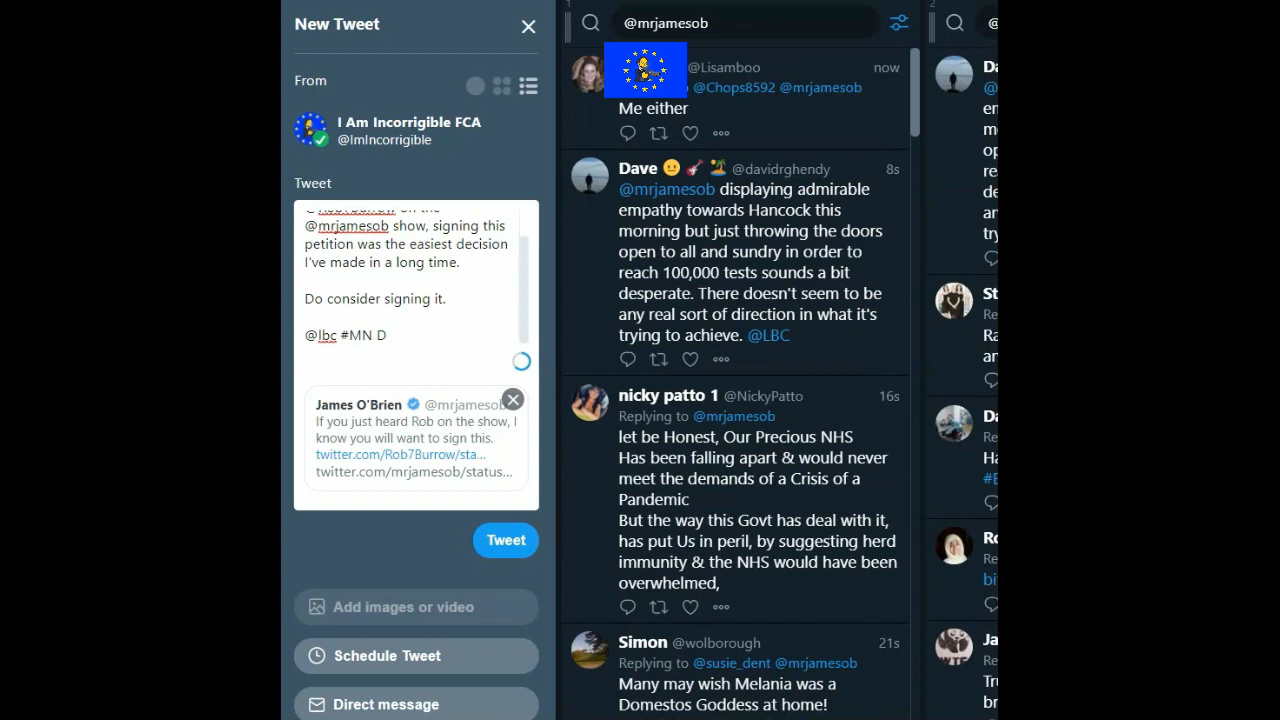 New Tweet
From
I Am Incorrigible FCA
@ImIncorrigible
Tweet
@mrjamesob show, signing this
petition was the easiest decision
I've made in a long time.
Do consider signing it.
@lbc #MN D
James O'Brien @mrjamesob
If you just heard Rob on the show, I
know you will want to sign this.
twitter.com/Rob7Burrow/sta...
twitter.com/mrjamesob/status...
Tweet
Add images or video
Schedule Tweet
Direct message
1
@mrjamesob
@Lisamboo now
@Chops8592 @mrjamesob
Me either
Dave 😐 🎸 🏝 @davidrghendy 8s
@mrjamesob displaying admirable
empathy towards Hancock this
morning but just throwing the doors
open to all and sundry in order to
reach 100,000 tests sounds a bit
desperate. There doesn't seem to be
any real sort of direction in what it's
trying to achieve. @LBC
nicky patto 1 @NickyPatto 16s
Replying to @mrjamesob
let be Honest, Our Precious NHS
Has been falling apart & would never
meet the demands of a Crisis of a
Pandemic
But the way this Govt has deal with it,
has put Us in peril, by suggesting herd
immunity & the NHS would have been
overwhelmed,
Simon @wolborough 21s
Replying to @susie_dent @mrjamesob
Many may wish Melania was a
Domestos Goddess at home!
2